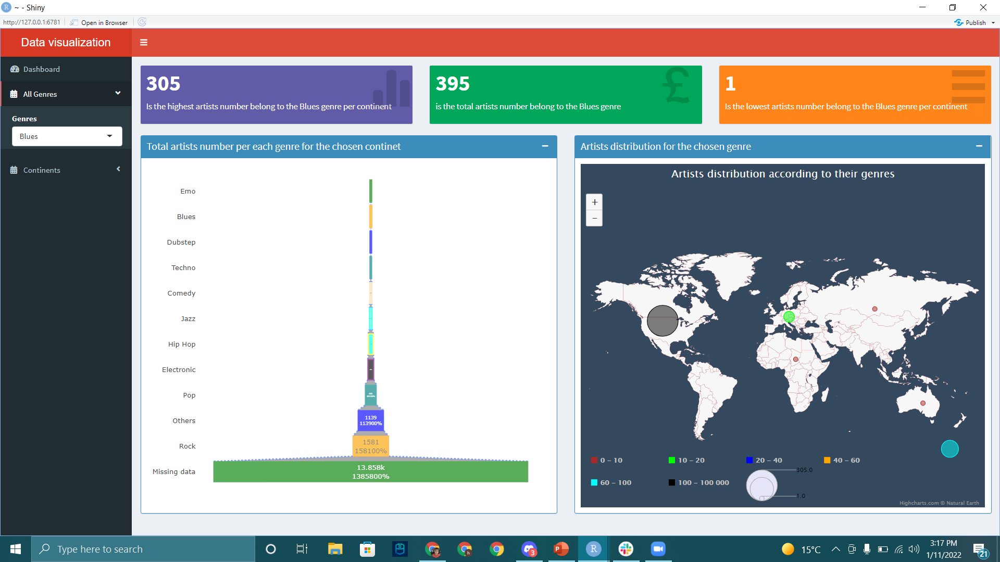 ~ - Shiny
http://127.0.0.1:6781
Open in Browser
Publish
Data visualization
Dashboard
All Genres
Genres
Blues
Continents
305
Is the highest artists number belong to the Blues genre per continent
395
is the total artists number belong to the Blues genre
1
Is the lowest artists number belong to the Blues genre per continent
Total artists number per each genre for the chosen continet
Emo
Blues
Dubstep
Techno
Comedy
Jazz
Hip Hop
Electronic
Pop
Others
1139
113900%
Rock
1581
158100%
Missing data
13.858k
1385800%
Artists distribution for the chosen genre
Artists distribution according to their genres
+
−
0 – 10
10 – 20
20 – 40
40 – 60
60 – 100
100 – 100 000
305.0
1.0
Highcharts.com © Natural Earth
Type here to search
3
15°C
3:17 PM
1/11/2022
21